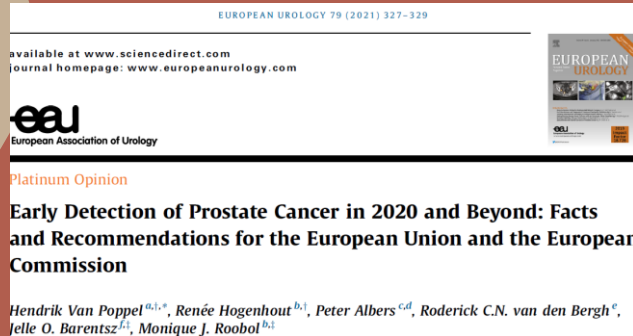 EUROPEAN UROLOGY 79 (2021) 327–329
available at www.sciencedirect.com
journal homepage: www.europeanurology.com
EUROPEAN
UROLOGY
eau
European Association of Urology
Platinum Opinion
Early Detection of Prostate Cancer in 2020 and Beyond: Facts
and Recommendations for the European Union and the European
Commission
Hendrik Van Poppel a,†,*, Renée Hogenhout b,†, Peter Albers c,d, Roderick C.N. van den Bergh e,
Jelle O. Barentsz f,‡, Monique J. Roobol b,‡